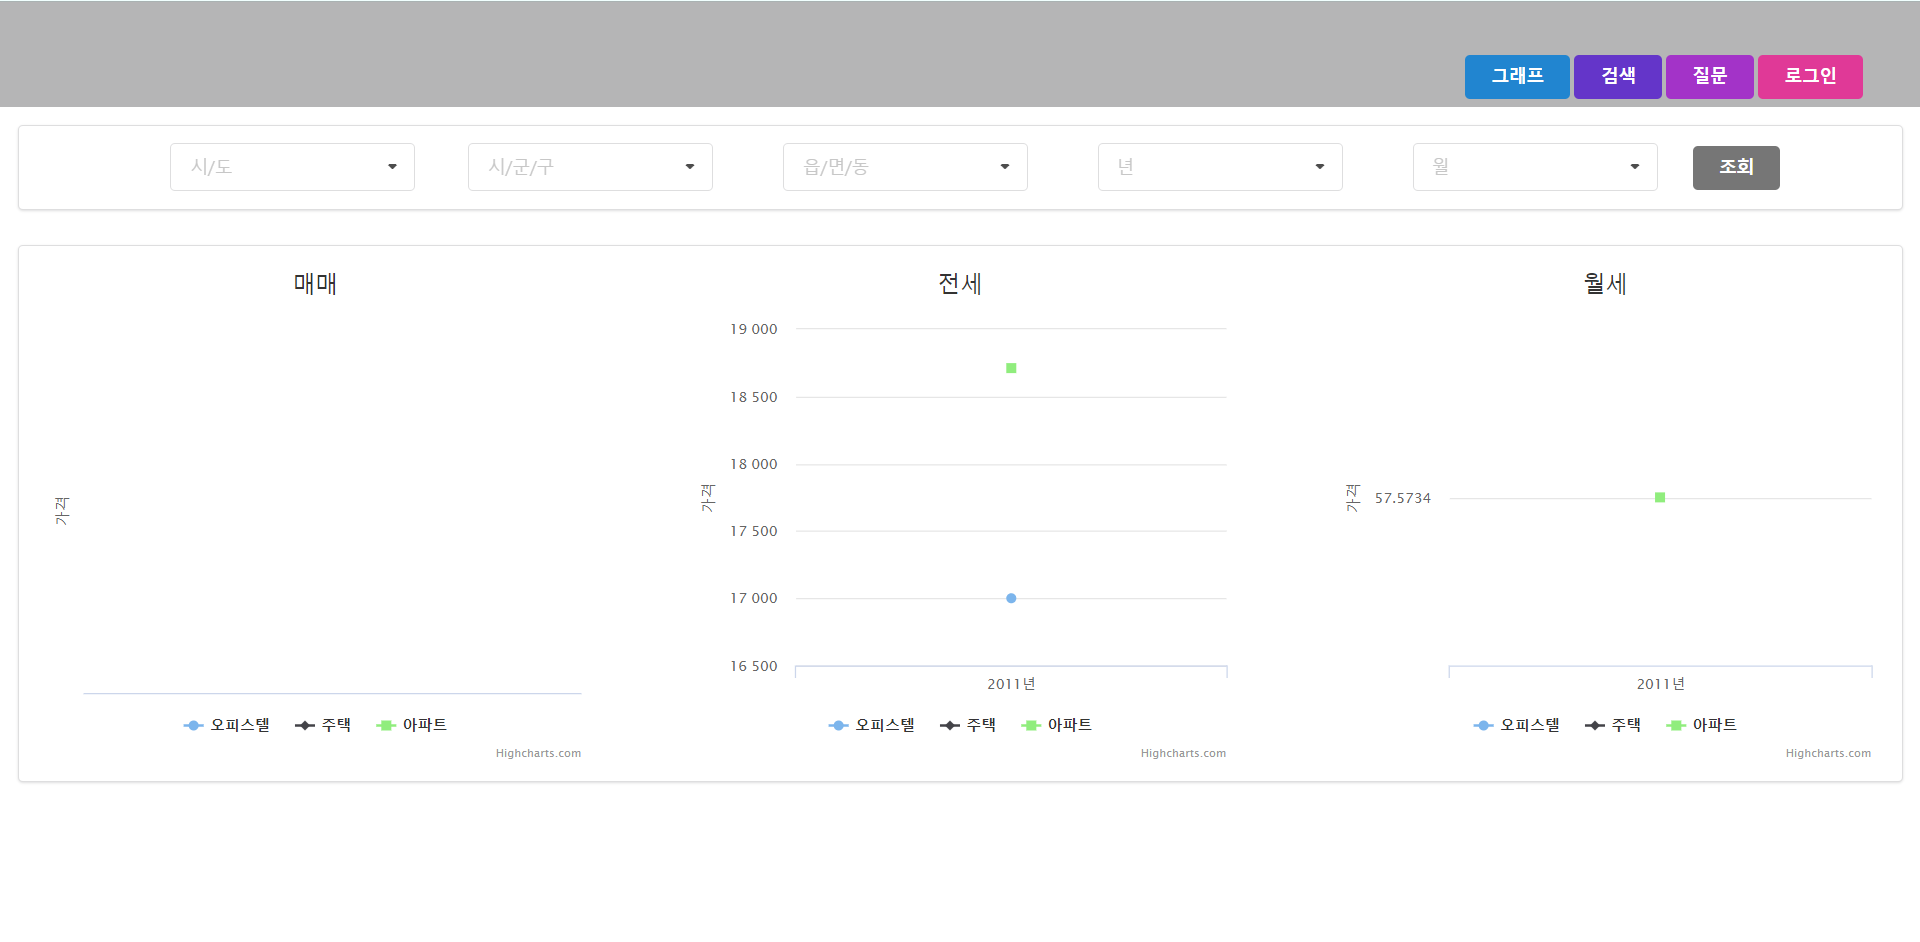 그래프 검색 질문 로그인
시/도 시/군/구 읍/면/동 년 월 조회
매매
가격
오피스텔 주택 아파트
Highcharts.com
전세
19 000
18 500
18 000
가격
17 500
17 000
16 500
2011년
오피스텔 주택 아파트
Highcharts.com
월세
가격
57.5734
2011년
오피스텔 주택 아파트
Highcharts.com